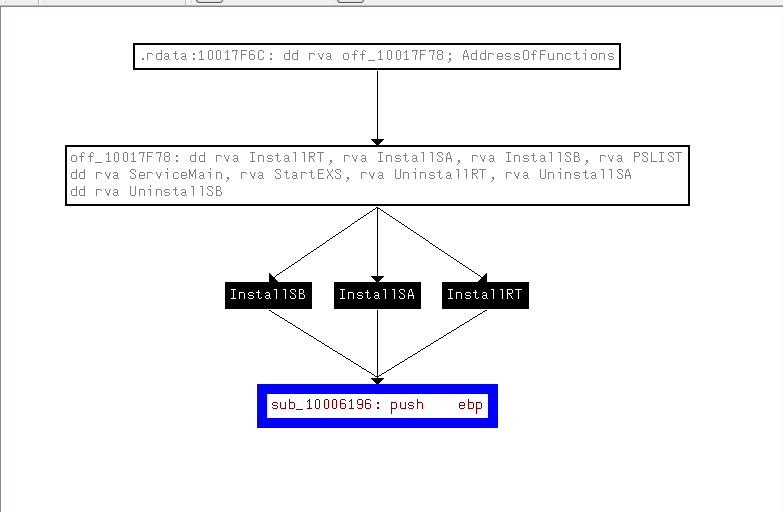 .rdata:10017F6C: dd rva off_10017F78; AddressOfFunctions
off_10017F78: dd rva InstallRT, rva InstallSA, rva InstallSB, rva PSLIST
dd rva ServiceMain, rva StartEXS, rva UninstallRT, rva UninstallSA
dd rva UninstallSB
InstallSB InstallSA InstallRT
sub_10006196: push    ebp